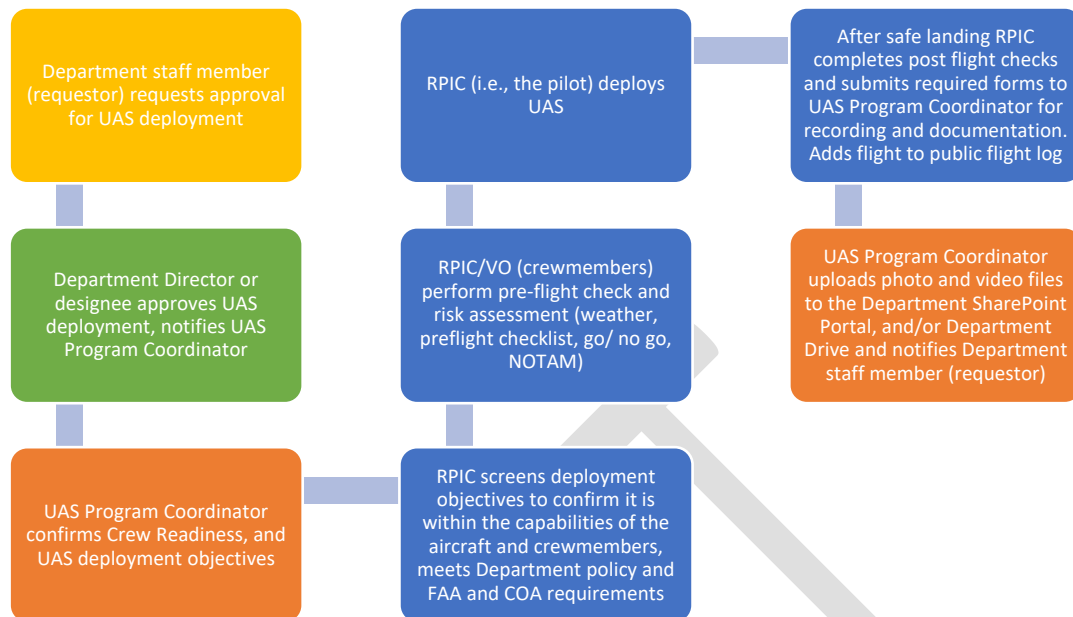 Department staff member
(requestor) requests approval
for UAS deployment
Department Director or
designee approves UAS
deployment, notifies UAS
Program Coordinator
UAS Program Coordinator
confirms Crew Readiness, and
UAS deployment objectives
RPIC screens deployment
objectives to confirm it is
within the capabilities of the
aircraft and crewmembers,
meets Department policy and
FAA and COA requirements
RPIC/VO (crewmembers)
perform pre-flight check and
risk assessment (weather,
preflight checklist, go/ no go,
NOTAM)
RPIC (i.e., the pilot) deploys
UAS
After safe landing RPIC
completes post flight checks
and submits required forms to
UAS Program Coordinator for
recording and documentation.
Adds flight to public flight log
UAS Program Coordinator
uploads photo and video files
to the Department SharePoint
Portal, and/or Department
Drive and notifies Department
staff member (requestor)